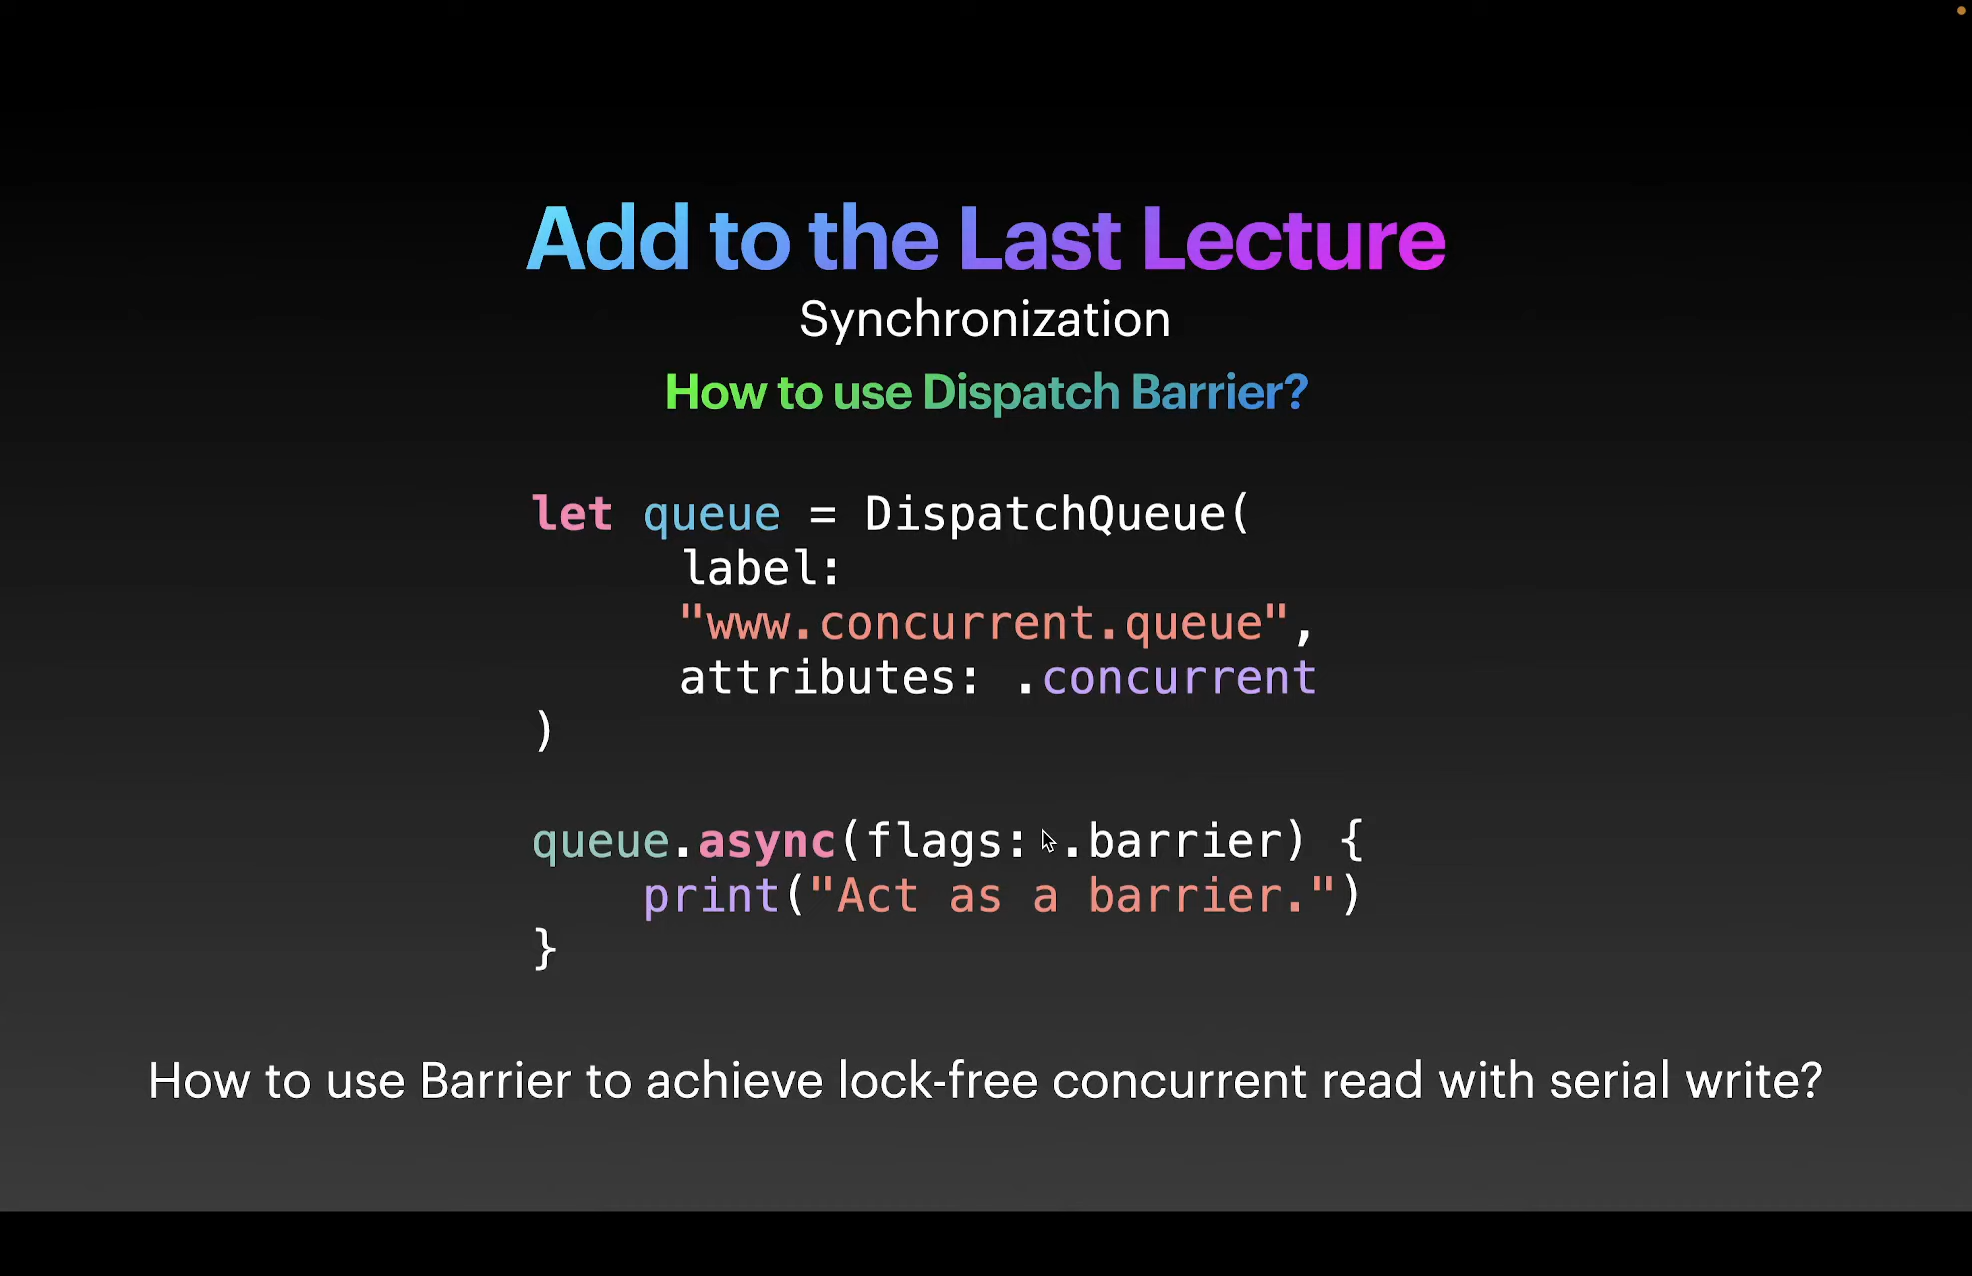 Add to the Last Lecture
Synchronization
How to use Dispatch Barrier?
let queue = DispatchQueue(
label:
"www.concurrent.queue",
attributes: .concurrent
)
queue.async(flags: .barrier) {
print("Act as a barrier.")
}
How to use Barrier to achieve lock-free concurrent read with serial write?